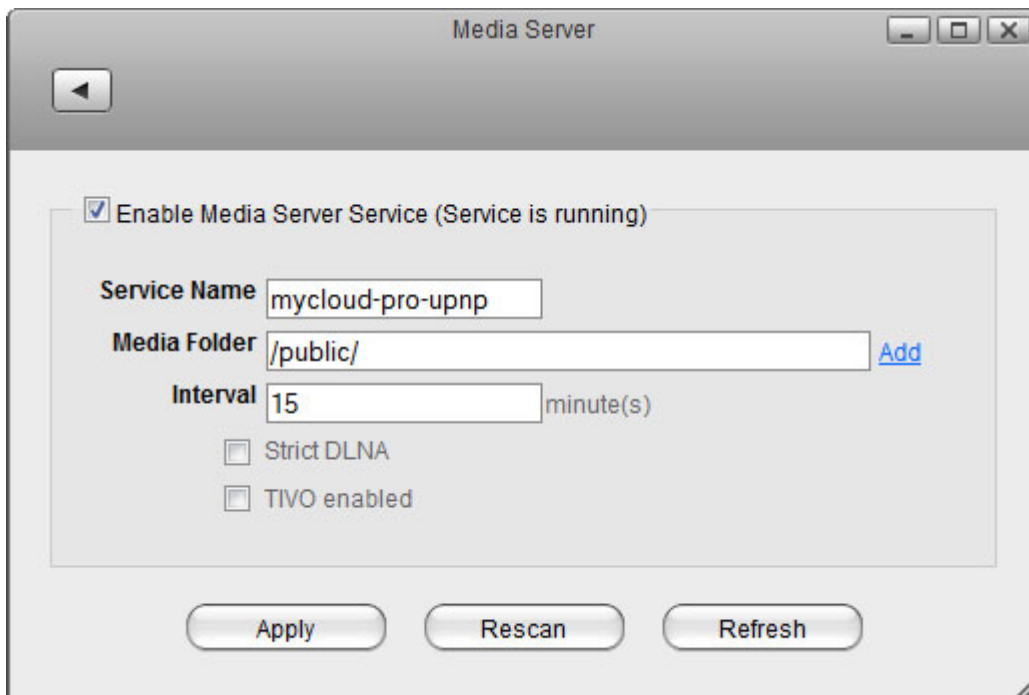 Media Server
Enable Media Server Service (Service is running)
Service Name mycloud-pro-upnp
Media Folder /public/ Add
Interval 15 minute(s)
Strict DLNA
TIVO enabled
Apply Rescan Refresh